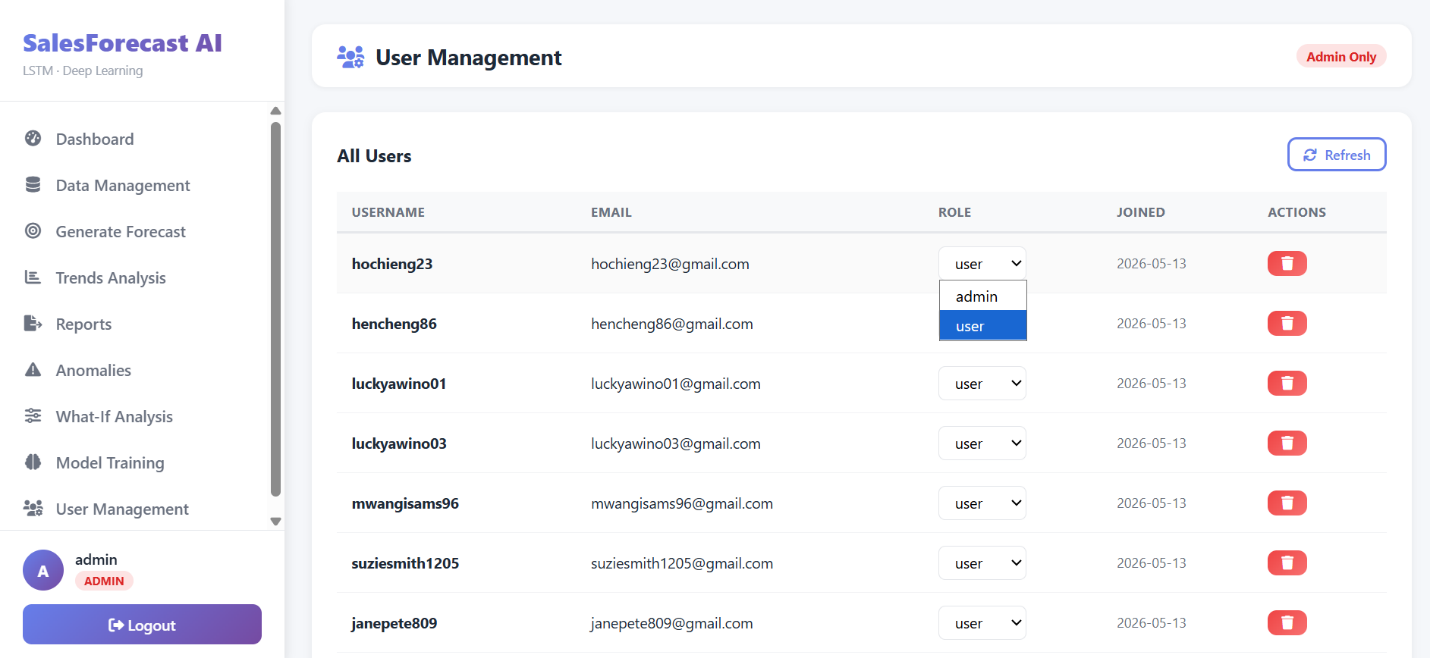 SalesForecast AI
LSTM · Deep Learning
Dashboard
Data Management
Generate Forecast
Trends Analysis
Reports
Anomalies
What-If Analysis
Model Training
User Management
A
admin
ADMIN
Logout
User Management
Admin Only
All Users
Refresh
USERNAME EMAIL ROLE JOINED ACTIONS
hochieng23 hochieng23@gmail.com user 2026-05-13
admin
user
hencheng86 hencheng86@gmail.com 2026-05-13
luckyawino01 luckyawino01@gmail.com user 2026-05-13
luckyawino03 luckyawino03@gmail.com user 2026-05-13
mwangisams96 mwangisams96@gmail.com user 2026-05-13
suziesmith1205 suziesmith1205@gmail.com user 2026-05-13
janepete809 janepete809@gmail.com user 2026-05-13